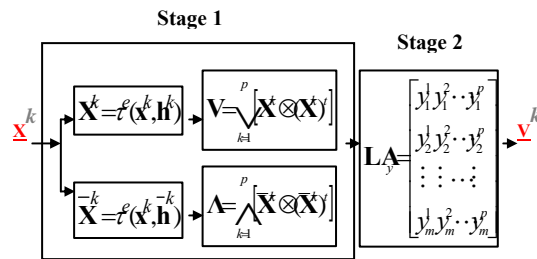 Stage 1
Stage 2
x^k
X^k=τ^e(x^k,h^k)
V=⋁_{k=1}^{p}[X^k⊗(X^k)^t]
X̄^k=τ^e(x^k,h̄^k)
Λ=⋀_{k=1}^{p}[X̄^k⊗(X̄^k)^t]
LA_y=
y_1^1 y_1^2 ⋯ y_1^p
y_2^1 y_2^2 ⋯ y_2^p
⋮ ⋮ ⋯ ⋮
y_m^1 y_m^2 ⋯ y_m^p
v^k